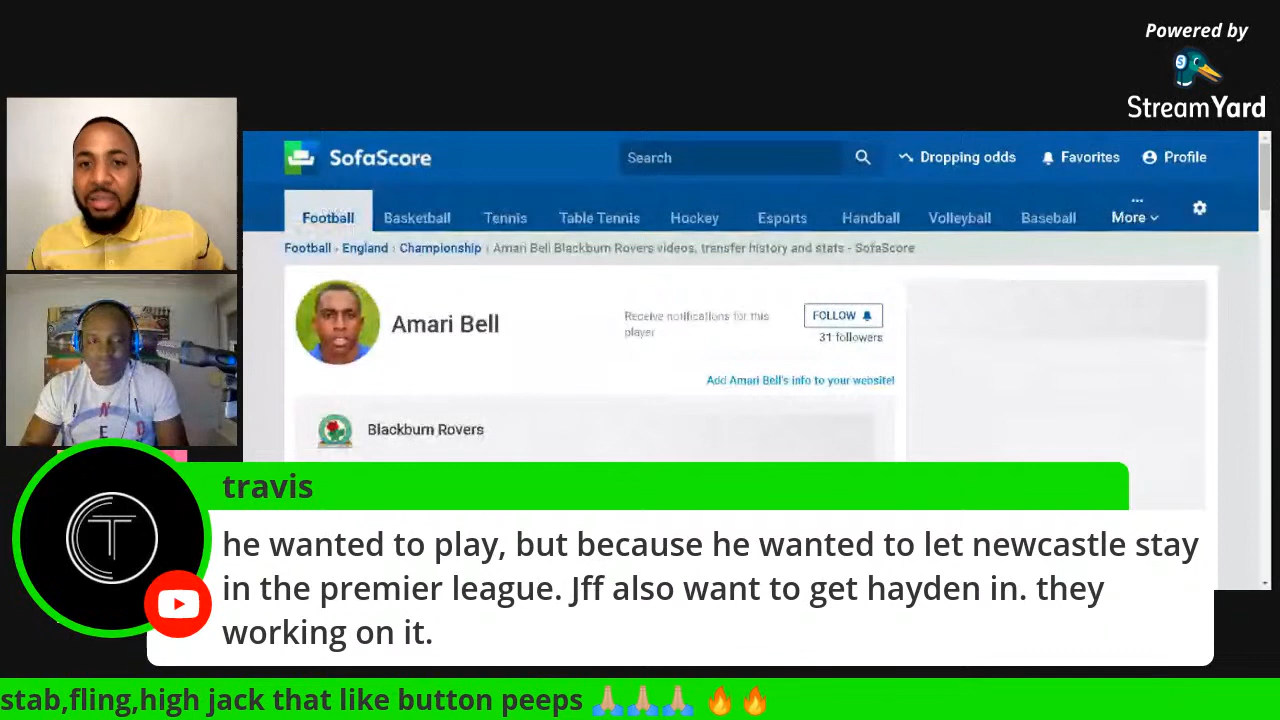 Powered by
StreamYard
SofaScore
Search
Dropping odds
Favorites
Profile
Football
Basketball
Tennis
Table Tennis
Hockey
Esports
Handball
Volleyball
Baseball
More
Football › England › Championship › Amari Bell Blackburn Rovers videos, transfer history and stats - SofaScore
Amari Bell
Receive notifications for this
player
FOLLOW
31 followers
Add Amari Bell's info to your website!
Blackburn Rovers
travis
he wanted to play, but because he wanted to let newcastle stay
in the premier league. Jff also want to get hayden in. they
working on it.
stab,fling,high jack that like button peeps 🙏🏼🙏🏼🙏🏼 🔥🔥